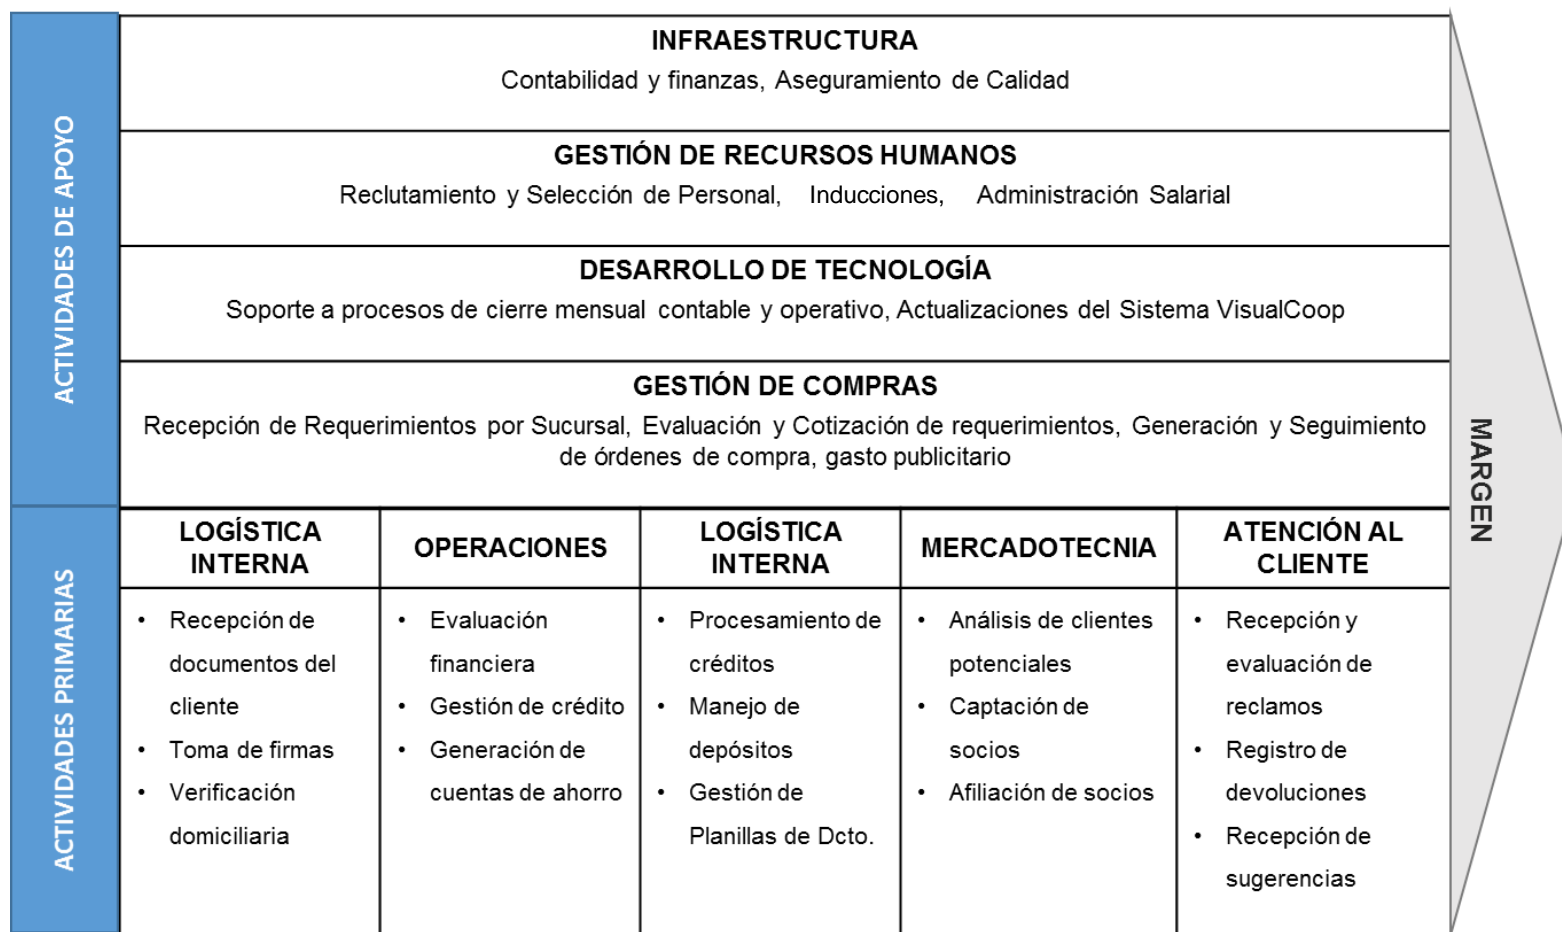 ACTIVIDADES DE APOYO
INFRAESTRUCTURA
Contabilidad y finanzas, Aseguramiento de Calidad
GESTIÓN DE RECURSOS HUMANOS
Reclutamiento y Selección de Personal, Inducciones, Administración Salarial
DESARROLLO DE TECNOLOGÍA
Soporte a procesos de cierre mensual contable y operativo, Actualizaciones del Sistema VisualCoop
GESTIÓN DE COMPRAS
Recepción de Requerimientos por Sucursal, Evaluación y Cotización de requerimientos, Generación y Seguimiento
de órdenes de compra, gasto publicitario
ACTIVIDADES PRIMARIAS
LOGÍSTICA
INTERNA
• Recepción de
documentos del
cliente
• Toma de firmas
• Verificación
domiciliaria
OPERACIONES
• Evaluación
financiera
• Gestión de crédito
• Generación de
cuentas de ahorro
LOGÍSTICA
INTERNA
• Procesamiento de
créditos
• Manejo de
depósitos
• Gestión de
Planillas de Dcto.
MERCADOTECNIA
• Análisis de clientes
potenciales
• Captación de
socios
• Afiliación de socios
ATENCIÓN AL
CLIENTE
• Recepción y
evaluación de
reclamos
• Registro de
devoluciones
• Recepción de
sugerencias
MARGEN